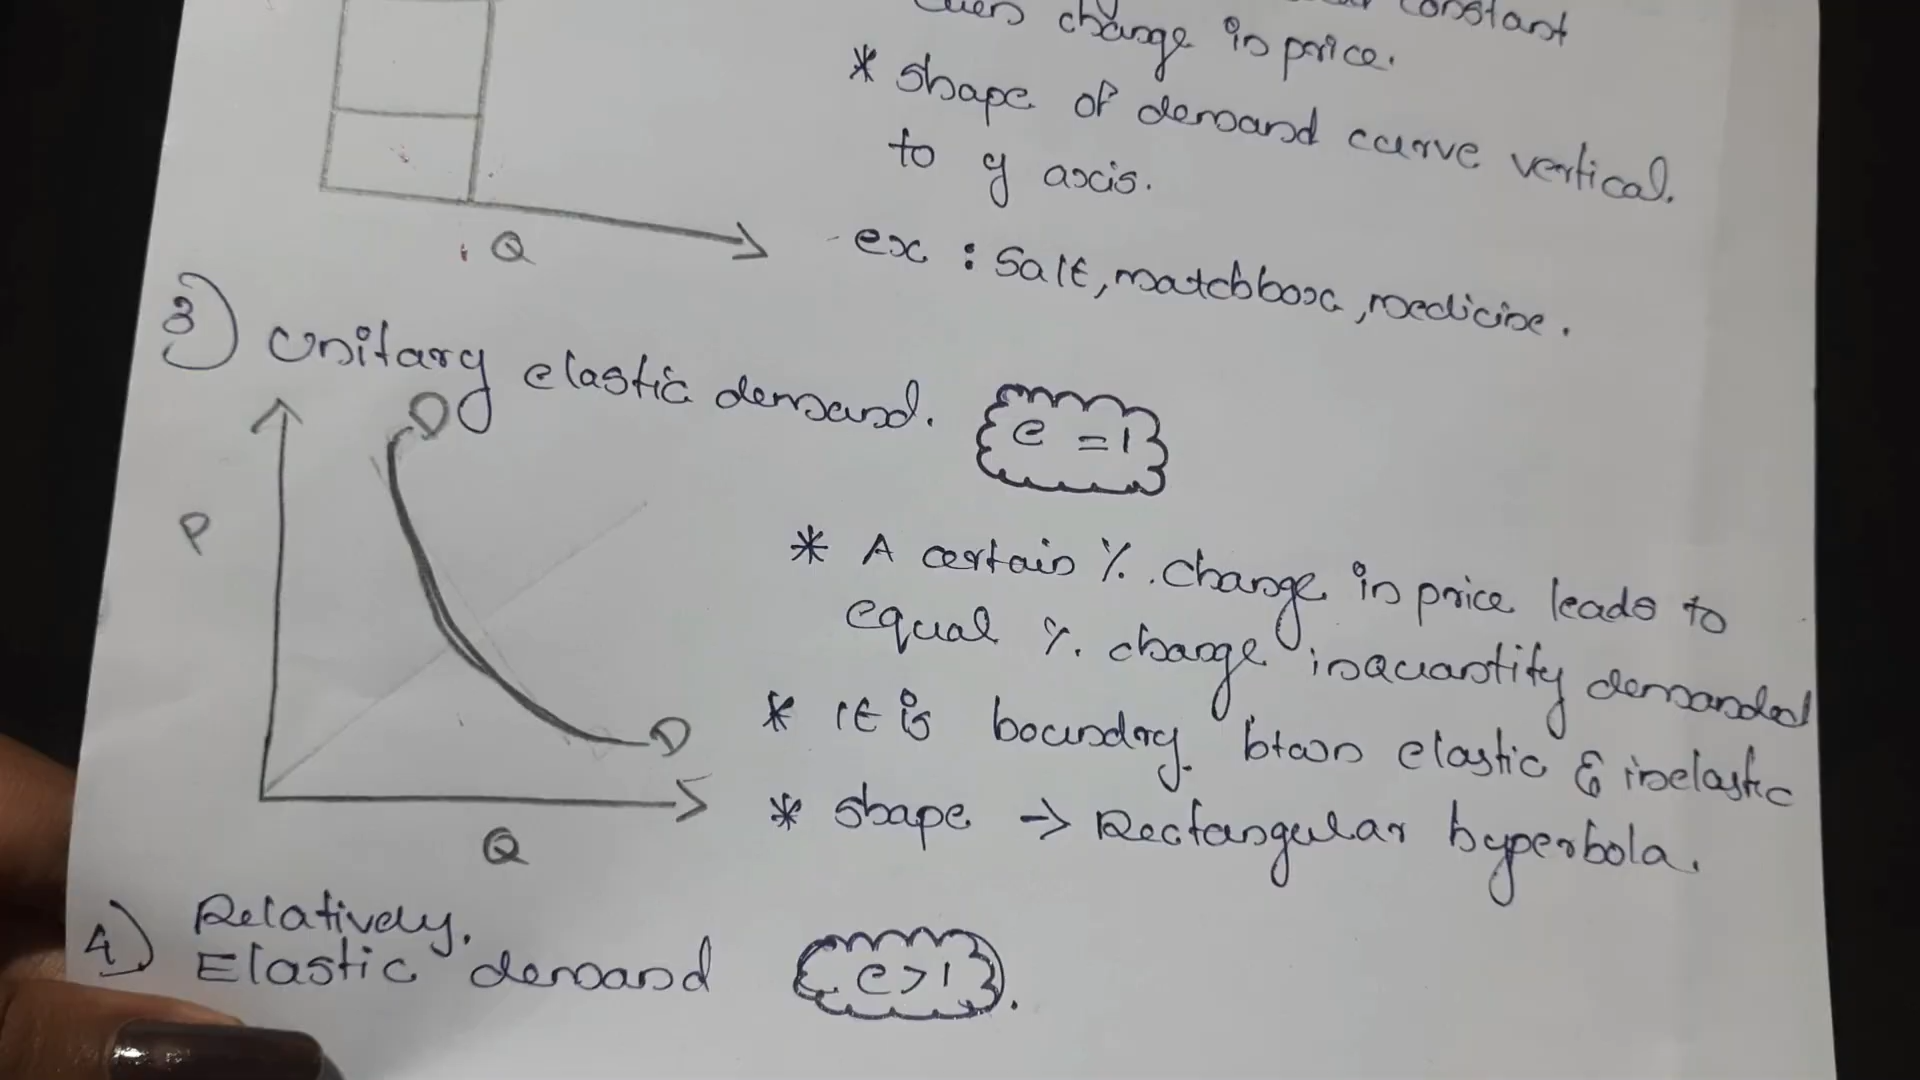 constant
change in price.
* shape of demand curve vertical.
to y axis.
Q
ex : Salt, matchbox, medicine.
3) Unitary elastic demand.
e = 1
D
P
* A certain %. change in price leads to
equal %. change in quantity demanded
* It is boundry btwn elastic & inelastic
D
* shape → Rectangular hyperbola.
Q
4) Relatively.
Elastic demand
e > 1